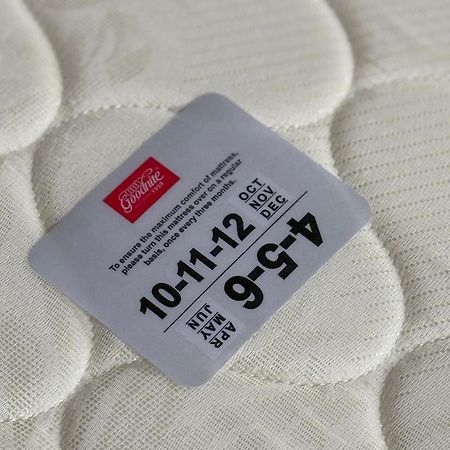 Goodnite
1969
To ensure the maximum comfort of mattress,
please turn this mattress over on a regular
basis, once every three months.
10-11-12
OCT
NOV
DEC
4-5-6
APR
MAY
JUN